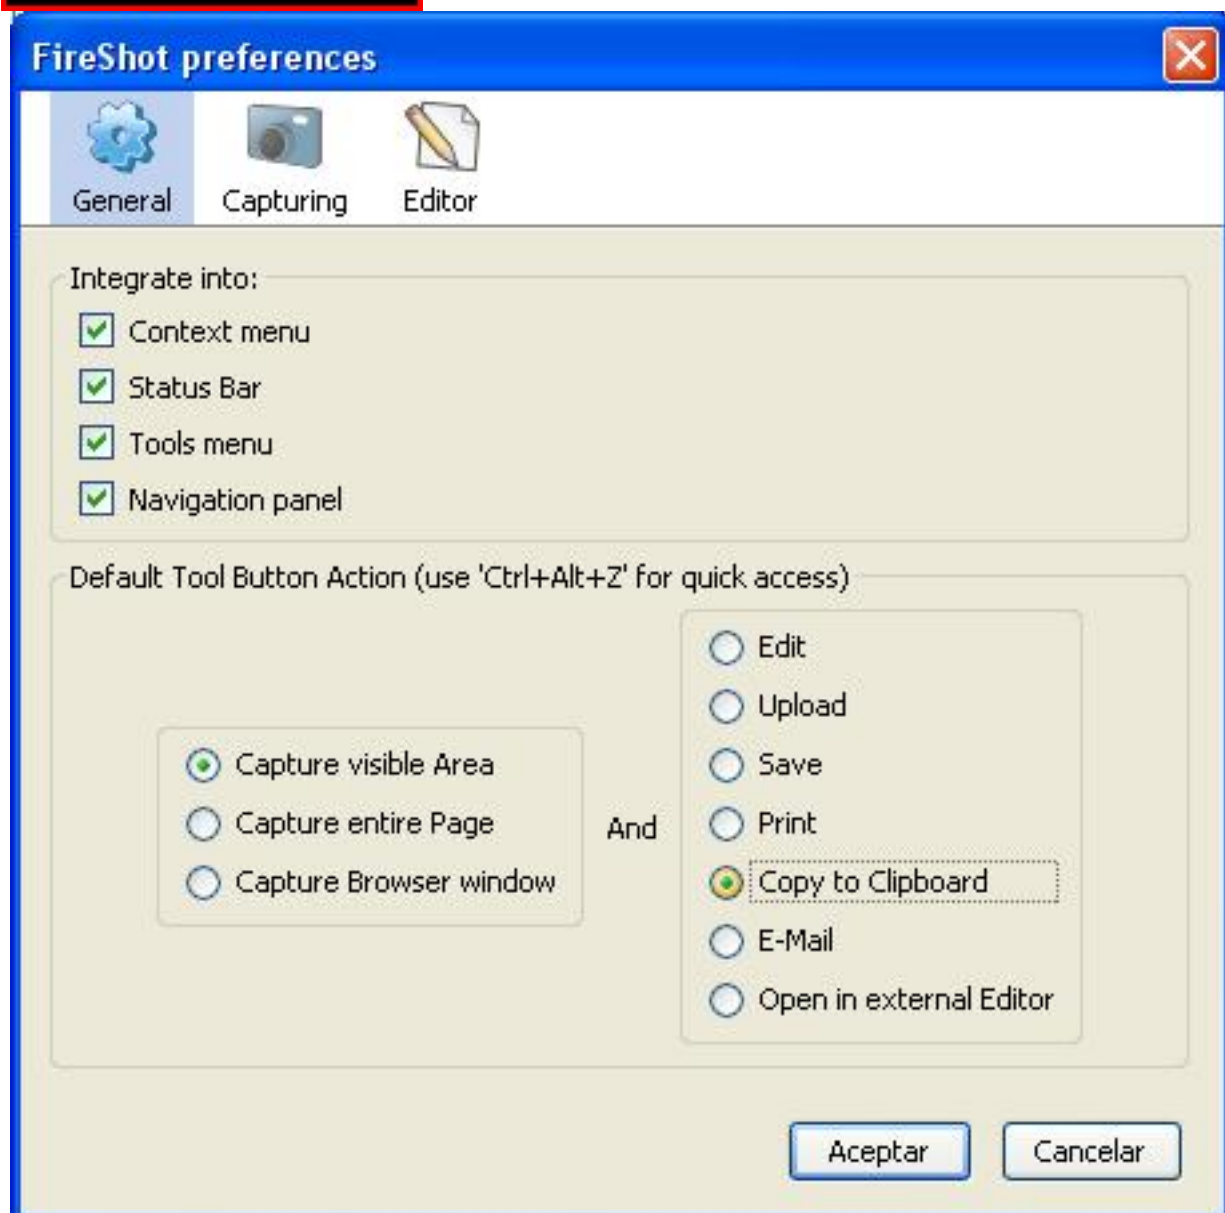 FireShot preferences
General Capturing Editor
Integrate into:
Context menu
Status Bar
Tools menu
Navigation panel
Default Tool Button Action (use 'Ctrl+Alt+Z' for quick access)
Capture visible Area
Capture entire Page
Capture Browser window
And
Edit
Upload
Save
Print
Copy to Clipboard
E-Mail
Open in external Editor
Aceptar Cancelar